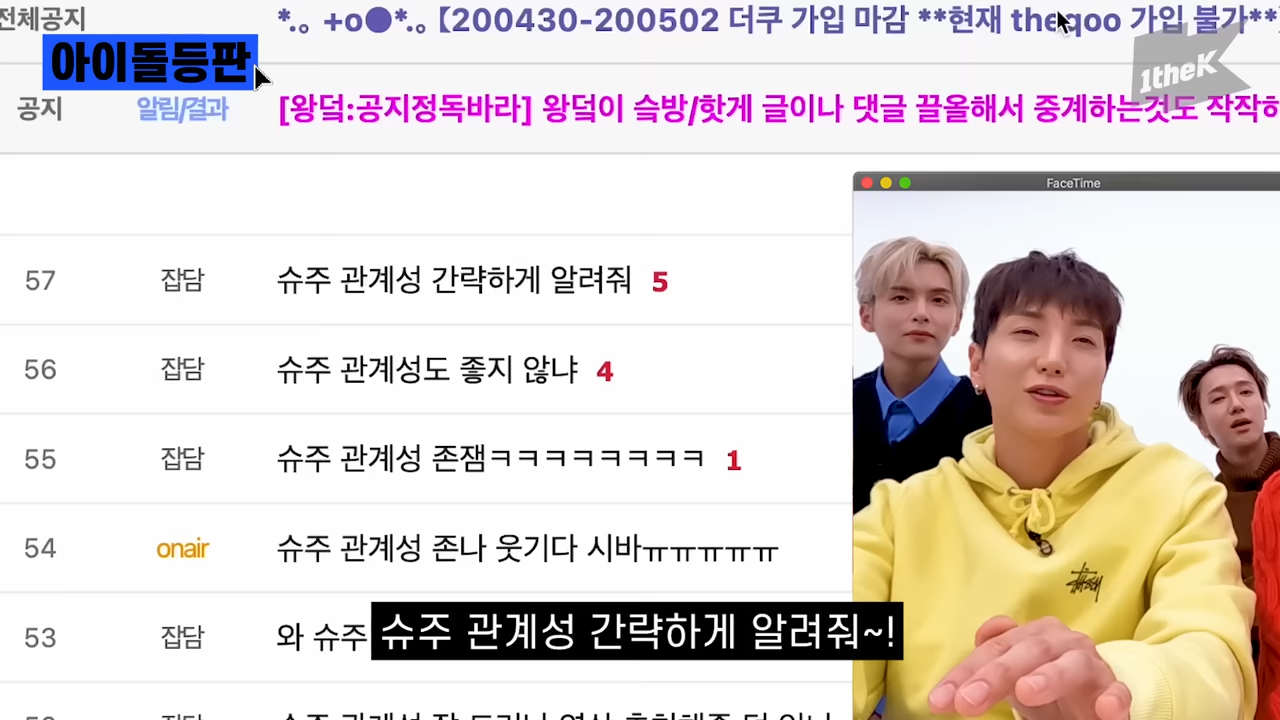 전체공지
*.。+o●*.。【200430-200502 더쿠 가입 마감 **현재 theqoo 가입 불가**】
아이돌등판
1theK
공지 알림/결과 [왕덬:공지정독바라] 왕덬이 슼방/핫게 글이나 댓글 끌올해서 중계하는것도 작작하
FaceTime
57 잡담 슈주 관계성 간략하게 알려줘 5
56 잡담 슈주 관계성도 좋지 않냐 4
55 잡담 슈주 관계성 존잼ㅋㅋㅋㅋㅋㅋㅋㅋ 1
STUSSY
54 onair 슈주 관계성 존나 웃기다 시바ㅠㅠㅠㅠㅠ
53 잡담 와 슈주
슈주 관계성 간략하게 알려줘~!